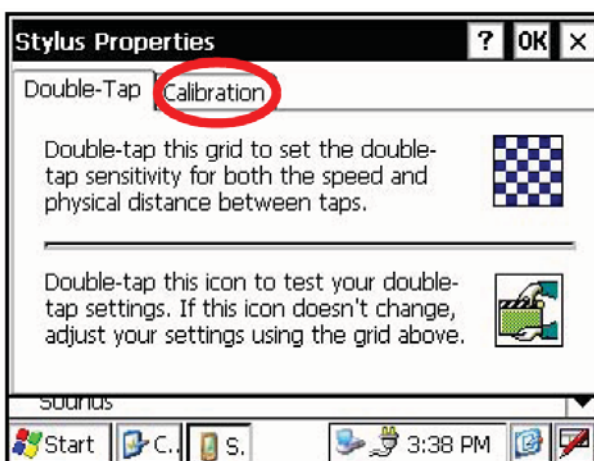 Stylus Properties ? OK ×
Double-Tap Calibration
Double-tap this grid to set the double-
tap sensitivity for both the speed and
physical distance between taps.
Double-tap this icon to test your double-
tap settings. If this icon doesn't change,
adjust your settings using the grid above.
Sounds
Start C.. S. 3:38 PM